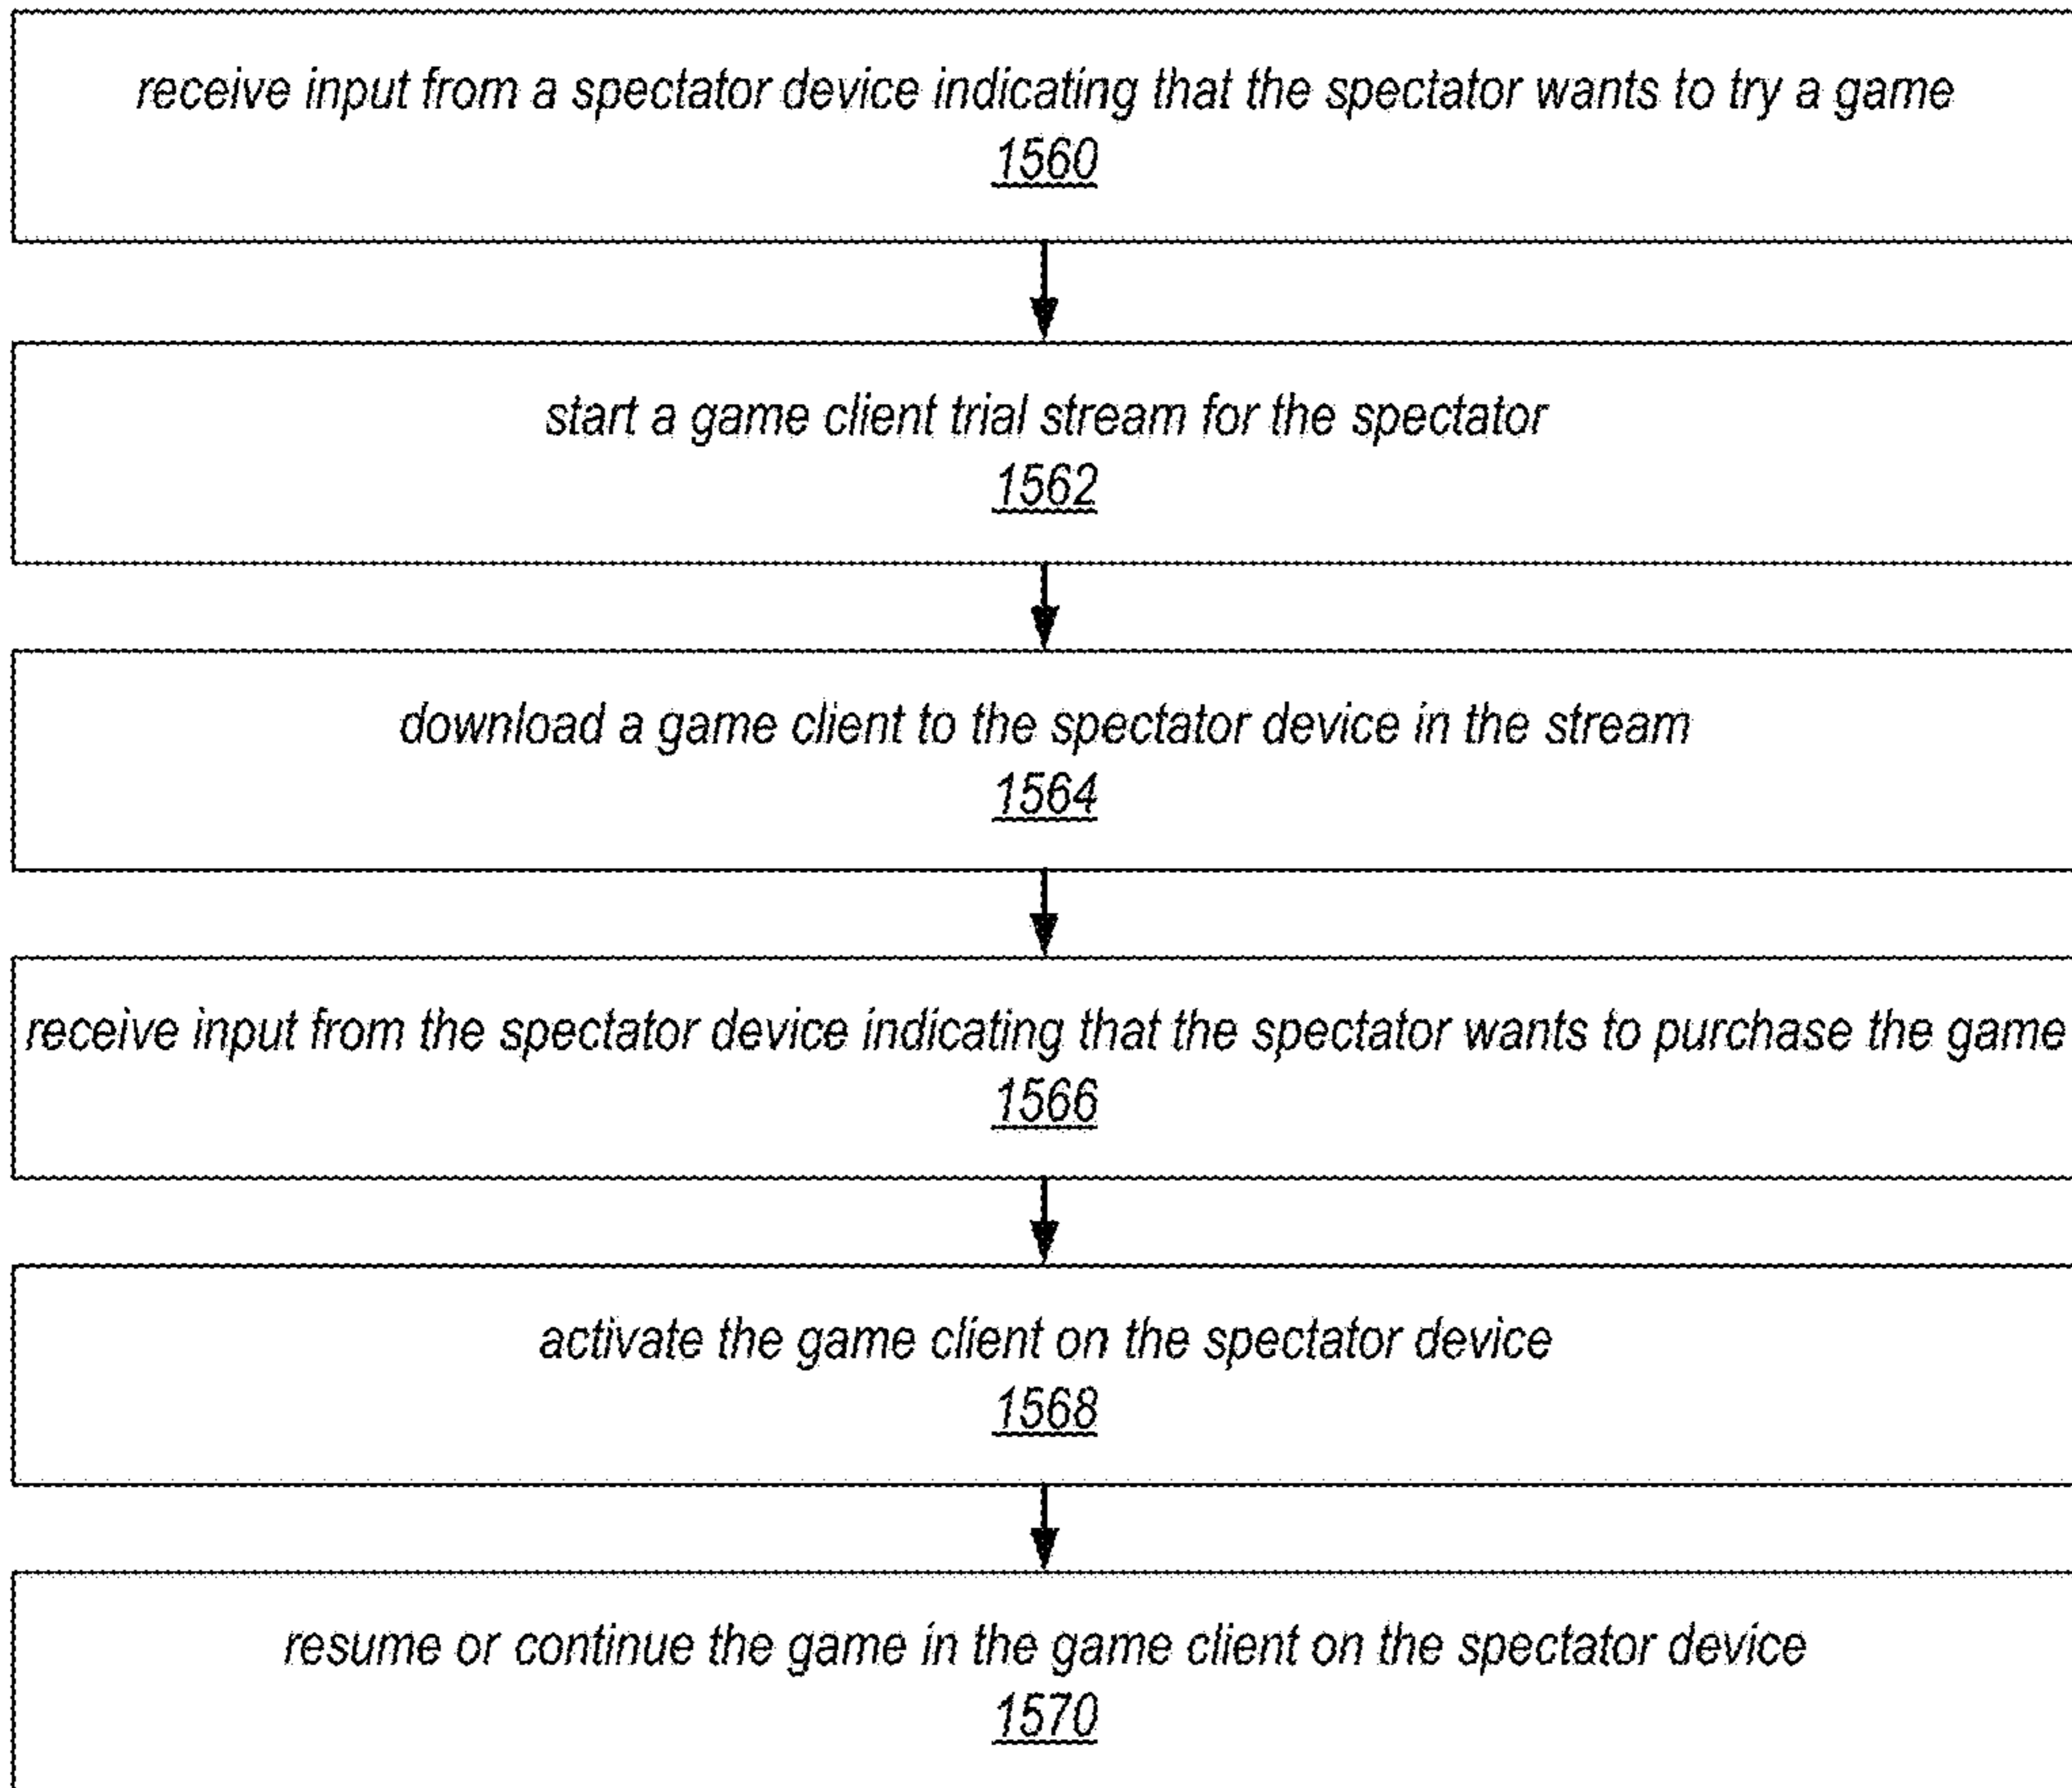 receive input from a spectator device indicating that the spectator wants to try a game
1560
start a game client trial stream for the spectator
1562
download a game client to the spectator device in the stream
1564
receive input from the spectator device indicating that the spectator wants to purchase the game
1566
activate the game client on the spectator device
1568
resume or continue the game in the game client on the spectator device
1570